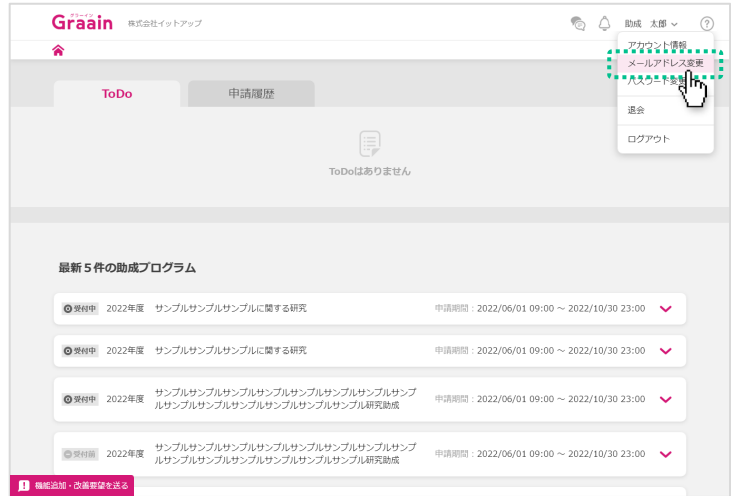 グラーイン
Graain 株式会社イットアップ 助成 太郎
アカウント情報
メールアドレス変更
パスワード変更
退会
ログアウト
ToDo 申請履歴
ToDoはありません
最新５件の助成プログラム
受付中 2022年度 サンプルサンプルサンプルに関する研究 申請期間：2022/06/01 09:00 ～ 2022/10/30 23:00
受付中 2022年度 サンプルサンプルサンプルに関する研究 申請期間：2022/06/01 09:00 ～ 2022/10/30 23:00
受付中 2022年度 サンプルサンプルサンプルサンプルサンプルサンプルサンプルサンプ
ルサンプルサンプルサンプルサンプルサンプルサンプル研究助成 申請期間：2022/06/01 09:00 ～ 2022/10/30 23:00
受付前 2022年度 サンプルサンプルサンプルサンプルサンプルサンプルサンプルサンプ
ルサンプルサンプルサンプルサンプルサンプルサンプル研究助成 申請期間：2022/06/01 09:00 ～ 2022/10/30 23:00
機能追加・改善要望を送る